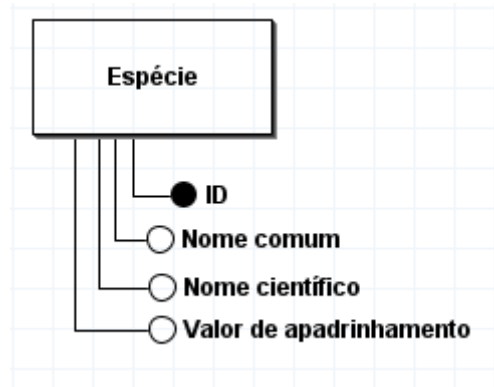 Espécie
ID
Nome comum
Nome científico
Valor de apadrinhamento